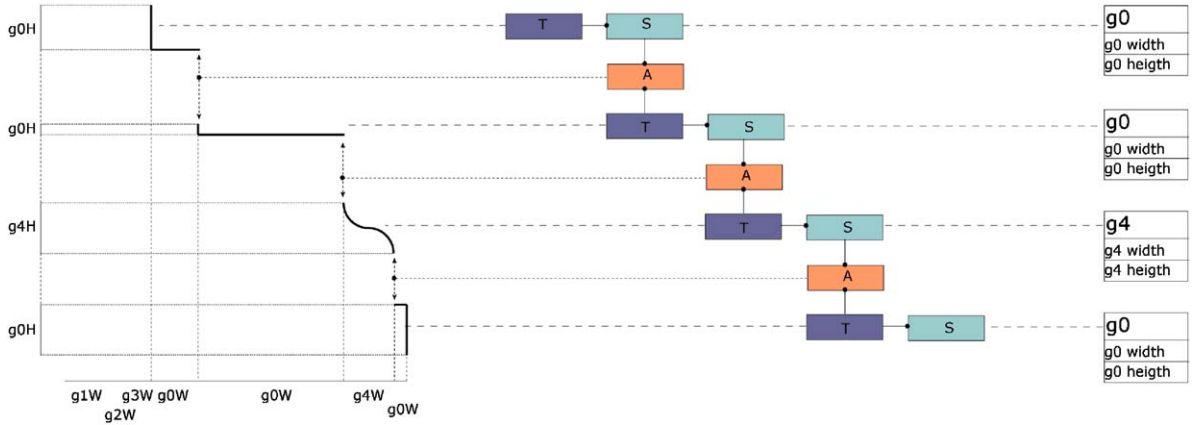 g0H
T
S
g0
g0 width
g0 heigth
A
g0H
T
S
g0
g0 width
g0 heigth
A
g4H
T
S
g4
g4 width
g4 heigth
A
g0H
T
S
g0
g0 width
g0 heigth
g1W g3W g0W g0W g4W
g2W g0W